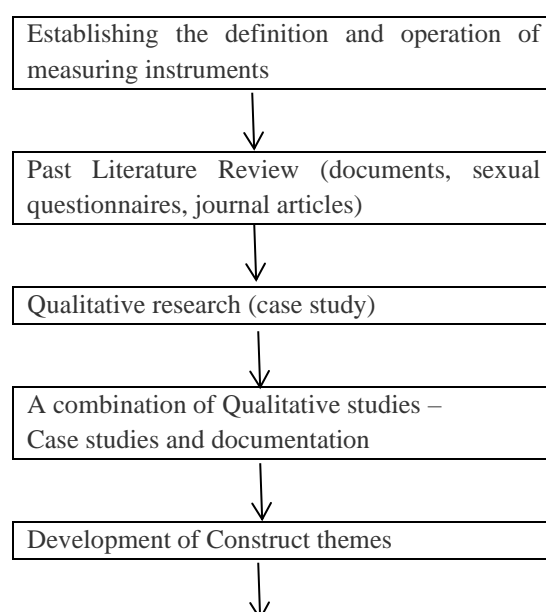 Establishing the definition and operation of
measuring instruments
Past Literature Review (documents, sexual
questionnaires, journal articles)
Qualitative research (case study)
A combination of Qualitative studies –
Case studies and documentation
Development of Construct themes